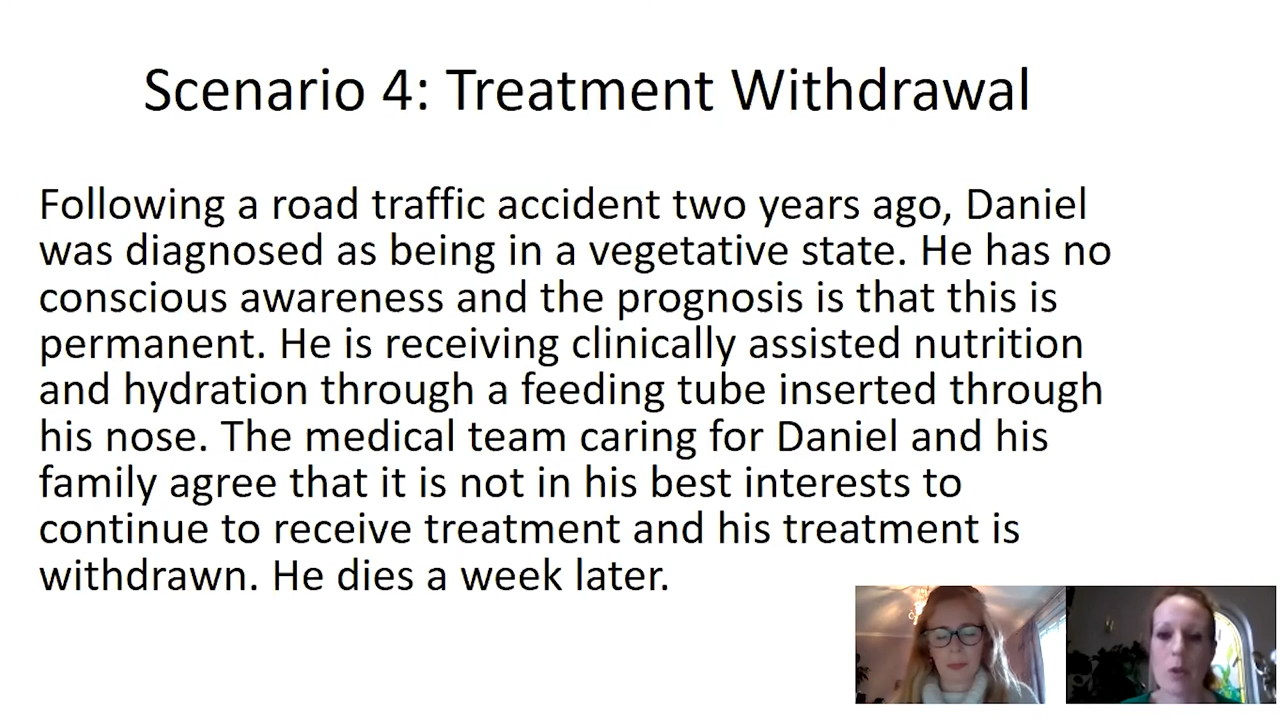 Scenario 4: Treatment Withdrawal
Following a road traffic accident two years ago, Daniel
was diagnosed as being in a vegetative state. He has no
conscious awareness and the prognosis is that this is
permanent. He is receiving clinically assisted nutrition
and hydration through a feeding tube inserted through
his nose. The medical team caring for Daniel and his
family agree that it is not in his best interests to
continue to receive treatment and his treatment is
withdrawn. He dies a week later.